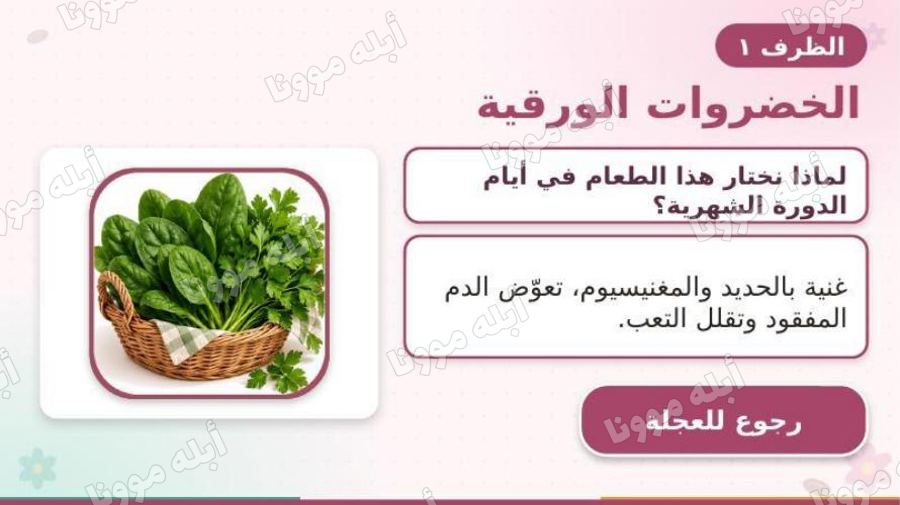 الظرف ١
الخضروات الورقية
لماذا نختار هذا الطعام في أيام
الدورة الشهرية؟
غنية بالحديد والمغنيسيوم، تعوّض الدم
المفقود وتقلل التعب.
رجوع للعجلة
أبله موونا